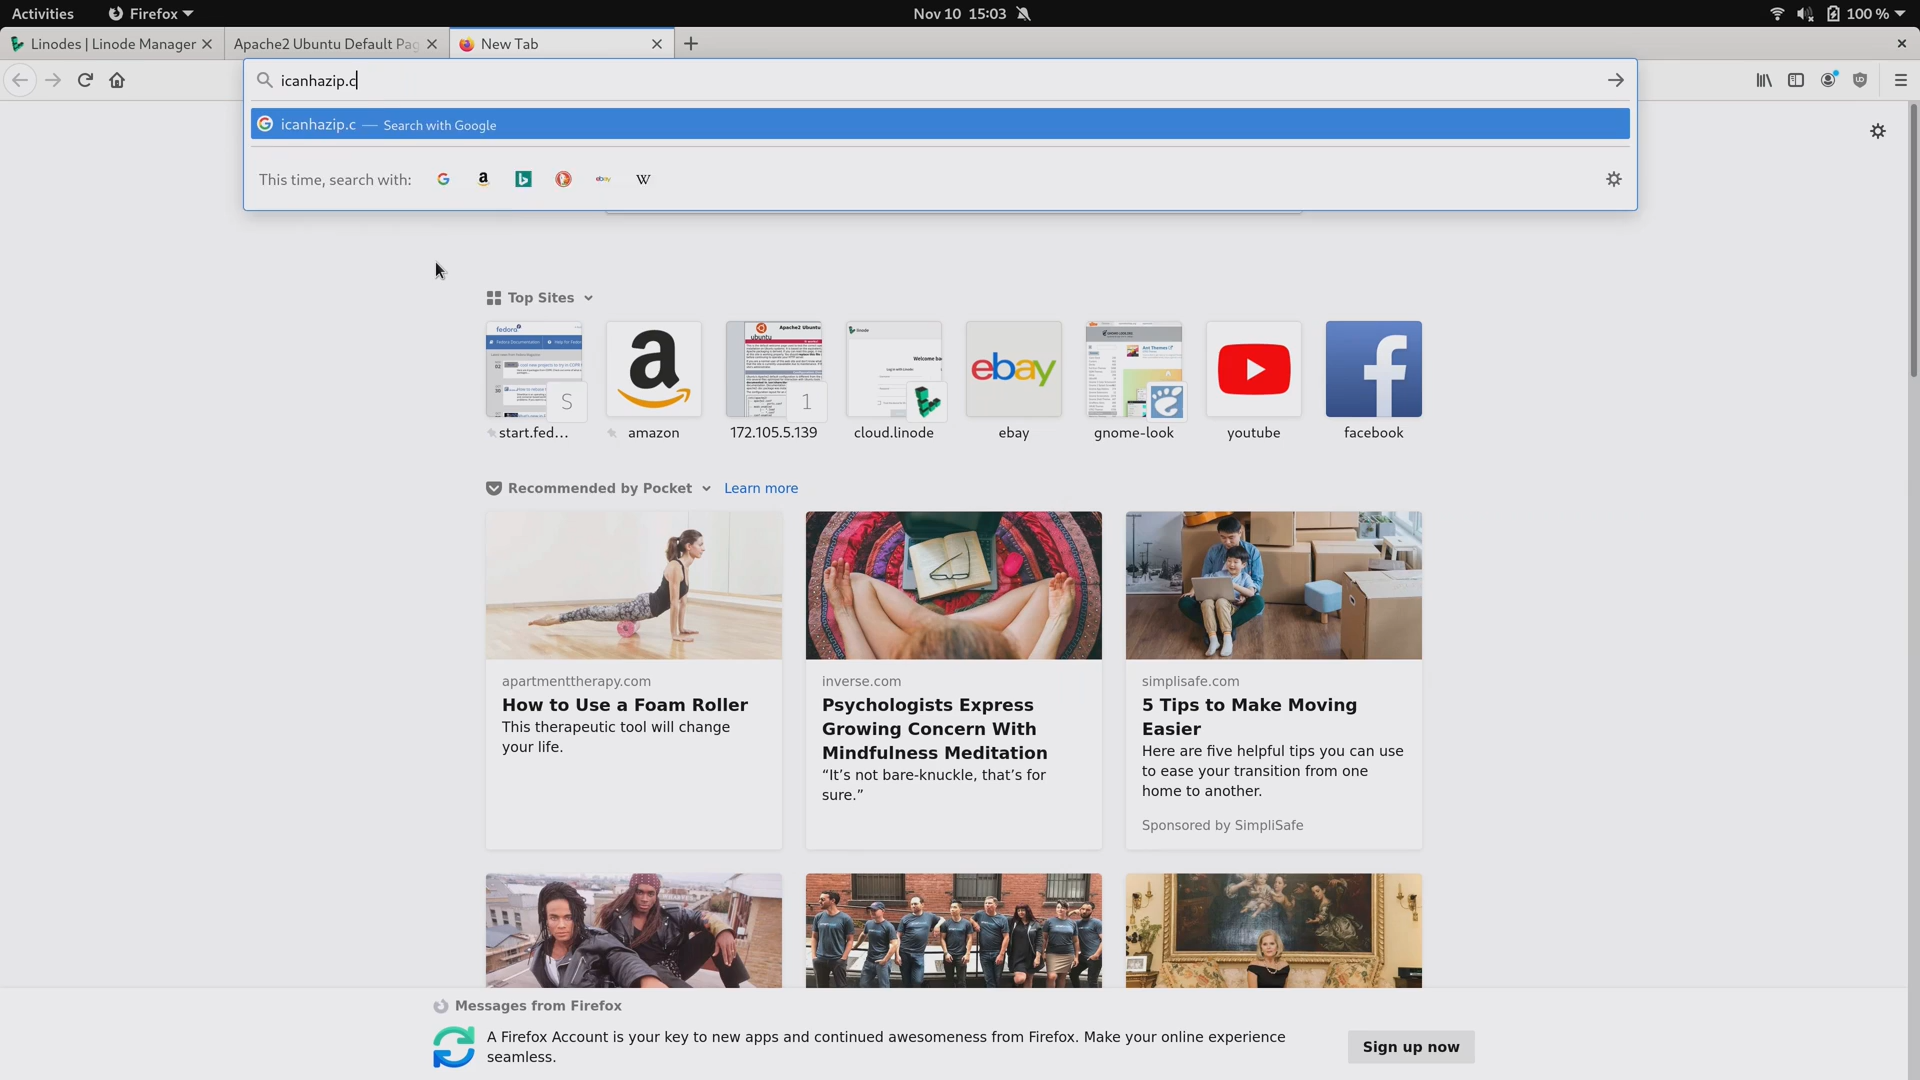 Activities Firefox Nov 10 15:03 100 %
Linodes | Linode Manager Apache2 Ubuntu Default Pag New Tab
icanhazip.c
icanhazip.c — Search with Google
This time, search with:
Top Sites
S 1 ebay
start.fed... amazon 172.105.5.139 cloud.linode ebay gnome-look youtube facebook
Recommended by Pocket Learn more
apartmenttherapy.com
How to Use a Foam Roller
This therapeutic tool will change
your life.
inverse.com
Psychologists Express
Growing Concern With
Mindfulness Meditation
“It’s not bare-knuckle, that’s for
sure.”
simplisafe.com
5 Tips to Make Moving
Easier
Here are five helpful tips you can use
to ease your transition from one
home to another.
Sponsored by SimpliSafe
Messages from Firefox
A Firefox Account is your key to new apps and continued awesomeness from Firefox. Make your online experience
seamless.
Sign up now